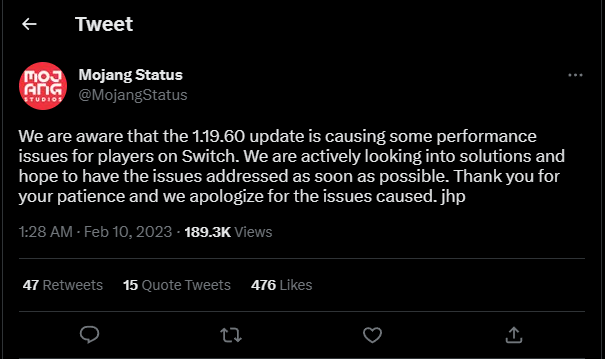 Tweet
MOJ
ANG
STUDIOS
Mojang Status
@MojangStatus
We are aware that the 1.19.60 update is causing some performance
issues for players on Switch. We are actively looking into solutions and
hope to have the issues addressed as soon as possible. Thank you for
your patience and we apologize for the issues caused. jhp
1:28 AM · Feb 10, 2023 · 189.3K Views
47 Retweets 15 Quote Tweets 476 Likes